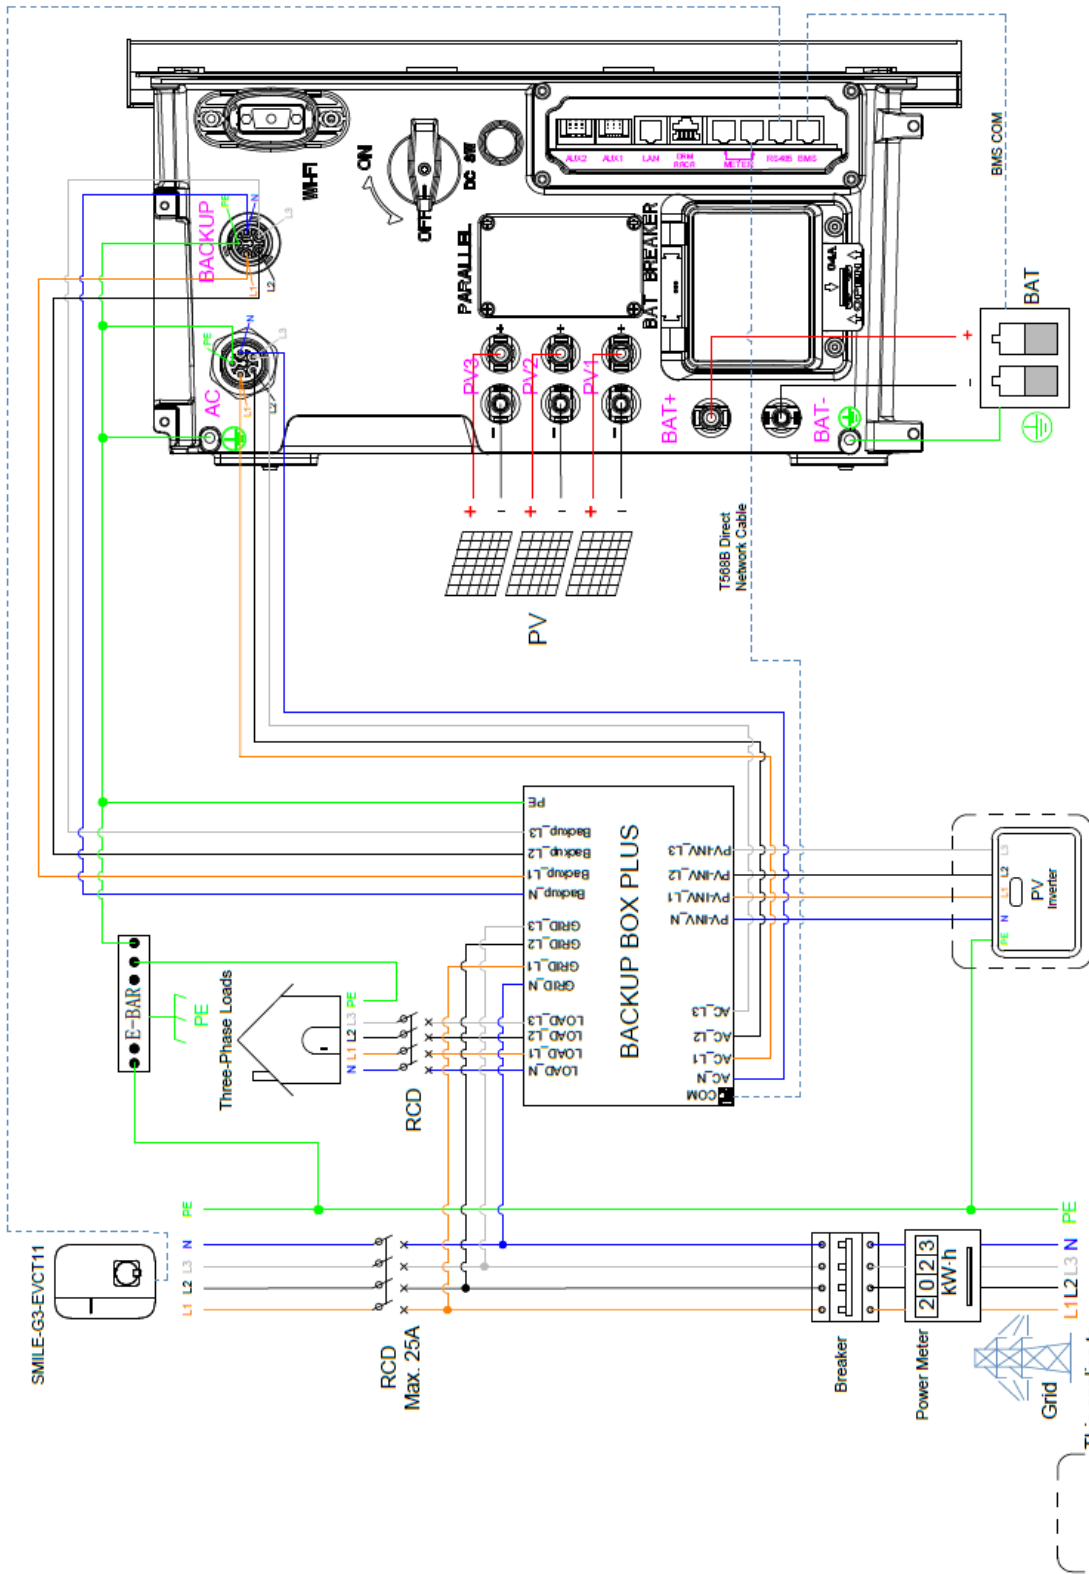 WI-FI
ON
OFF
DC SW
AUX2
AUX1
LAN
DRM
RRCR
METER
RS485
BMS
BMS COM
BACKUP
PE
N
L3
L1
L2
AC
PE
N
L3
L1
L2
PARALLEL
BAT BREAKER
PV3
PV2
PV1
+
+
+
-
-
-
BAT+
BAT-
+
-
BAT
+
-
+
-
+
-
PV
T568B Direct
Network Cable
BACKUP BOX PLUS
PE
Backup_L3
Backup_L2
Backup_L1
Backup_N
GRID_L3
GRID_L2
GRID_L1
GRID_N
LOAD_L3
LOAD_L2
LOAD_L1
LOAD_N
PV-INV_L3
PV-INV_L2
PV-INV_L1
PV-INV_N
AC_L3
AC_L2
AC_L1
AC_N
COM
PV
Inverter
PE
N
L1
L2
L3
E-BAR
PE
Three-Phase Loads
N
L1
L2
L3
PE
RCD
SMILE-G3-EVCT11
L1
L2
L3
N
PE
RCD
Max. 25A
Breaker
2023
kW·h
Power Meter
Grid
L1
L2
L3
N
PE